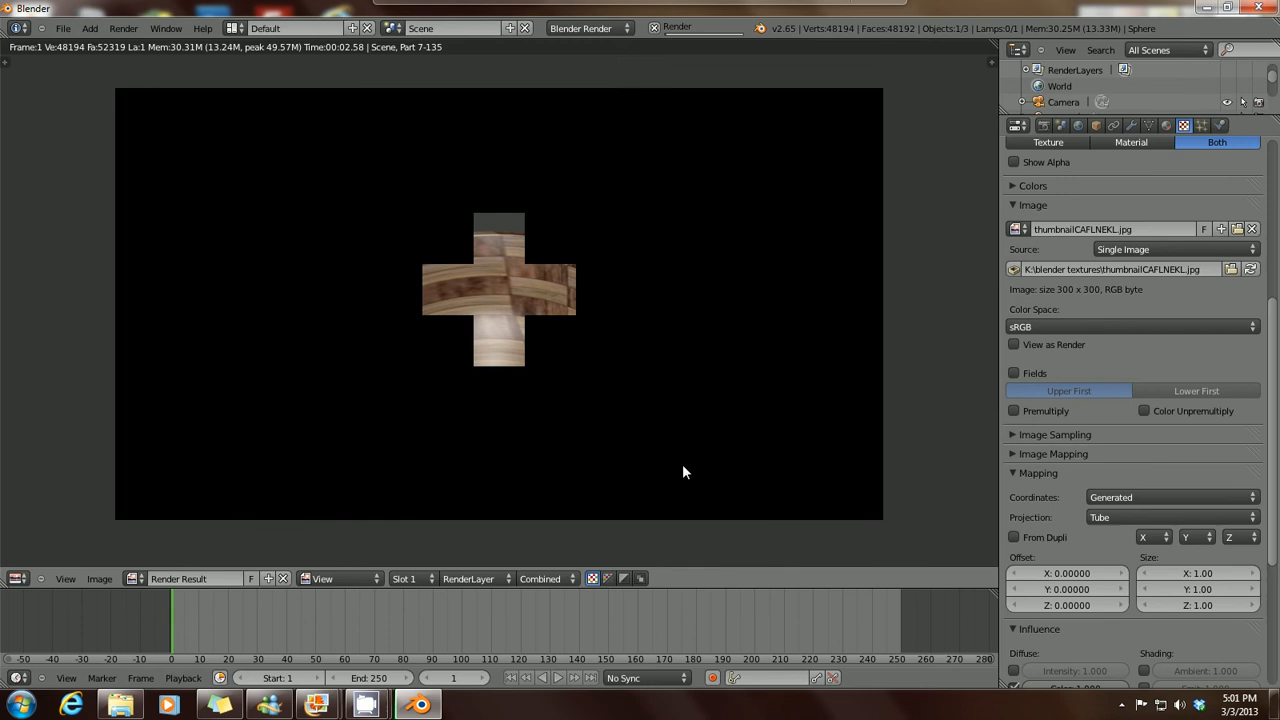 Blender
File Add Render Window Help Default Scene Blender Render Render v2.65 | Verts:48194 | Faces:48192 | Objects:1/3 | Lamps:0/1 | Mem:30.25M (13.33M) | Sphere
Frame:1 Ve:48194 Fa:52319 La:1 Mem:30.31M (13.24M, peak 49.57M) Time:00:02.58 | Scene, Part 7-135
View Search All Scenes
RenderLayers
World
Camera
Texture Material Both
Show Alpha
Colors
Image
thumbnailCAFLNEKL.jpg F
Source: Single Image
K:\blender textures\thumbnailCAFLNEKL.jpg
Image: size 300 x 300, RGB byte
Color Space:
sRGB
View as Render
Fields
Upper First Lower First
Premultiply Color Unpremultiply
Image Sampling
Image Mapping
Mapping
Coordinates: Generated
Projection: Tube
From Dupli X Y Z
Offset: Size:
X: 0.00000 X: 1.00
Y: 0.00000 Y: 1.00
Z: 0.00000 Z: 1.00
Influence
Diffuse: Shading:
Intensity: 1.000 Ambient: 1.000
View Image Render Result F View Slot 1 RenderLayer Combined
-50 -40 -30 -20 -10 0 10 20 30 40 50 60 70 80 90 100 110 120 130 140 150 160 170 180 190 200 210 220 230 240 250 260 270 280
View Marker Frame Playback Start: 1 End: 250 1 No Sync
5:01 PM
3/3/2013